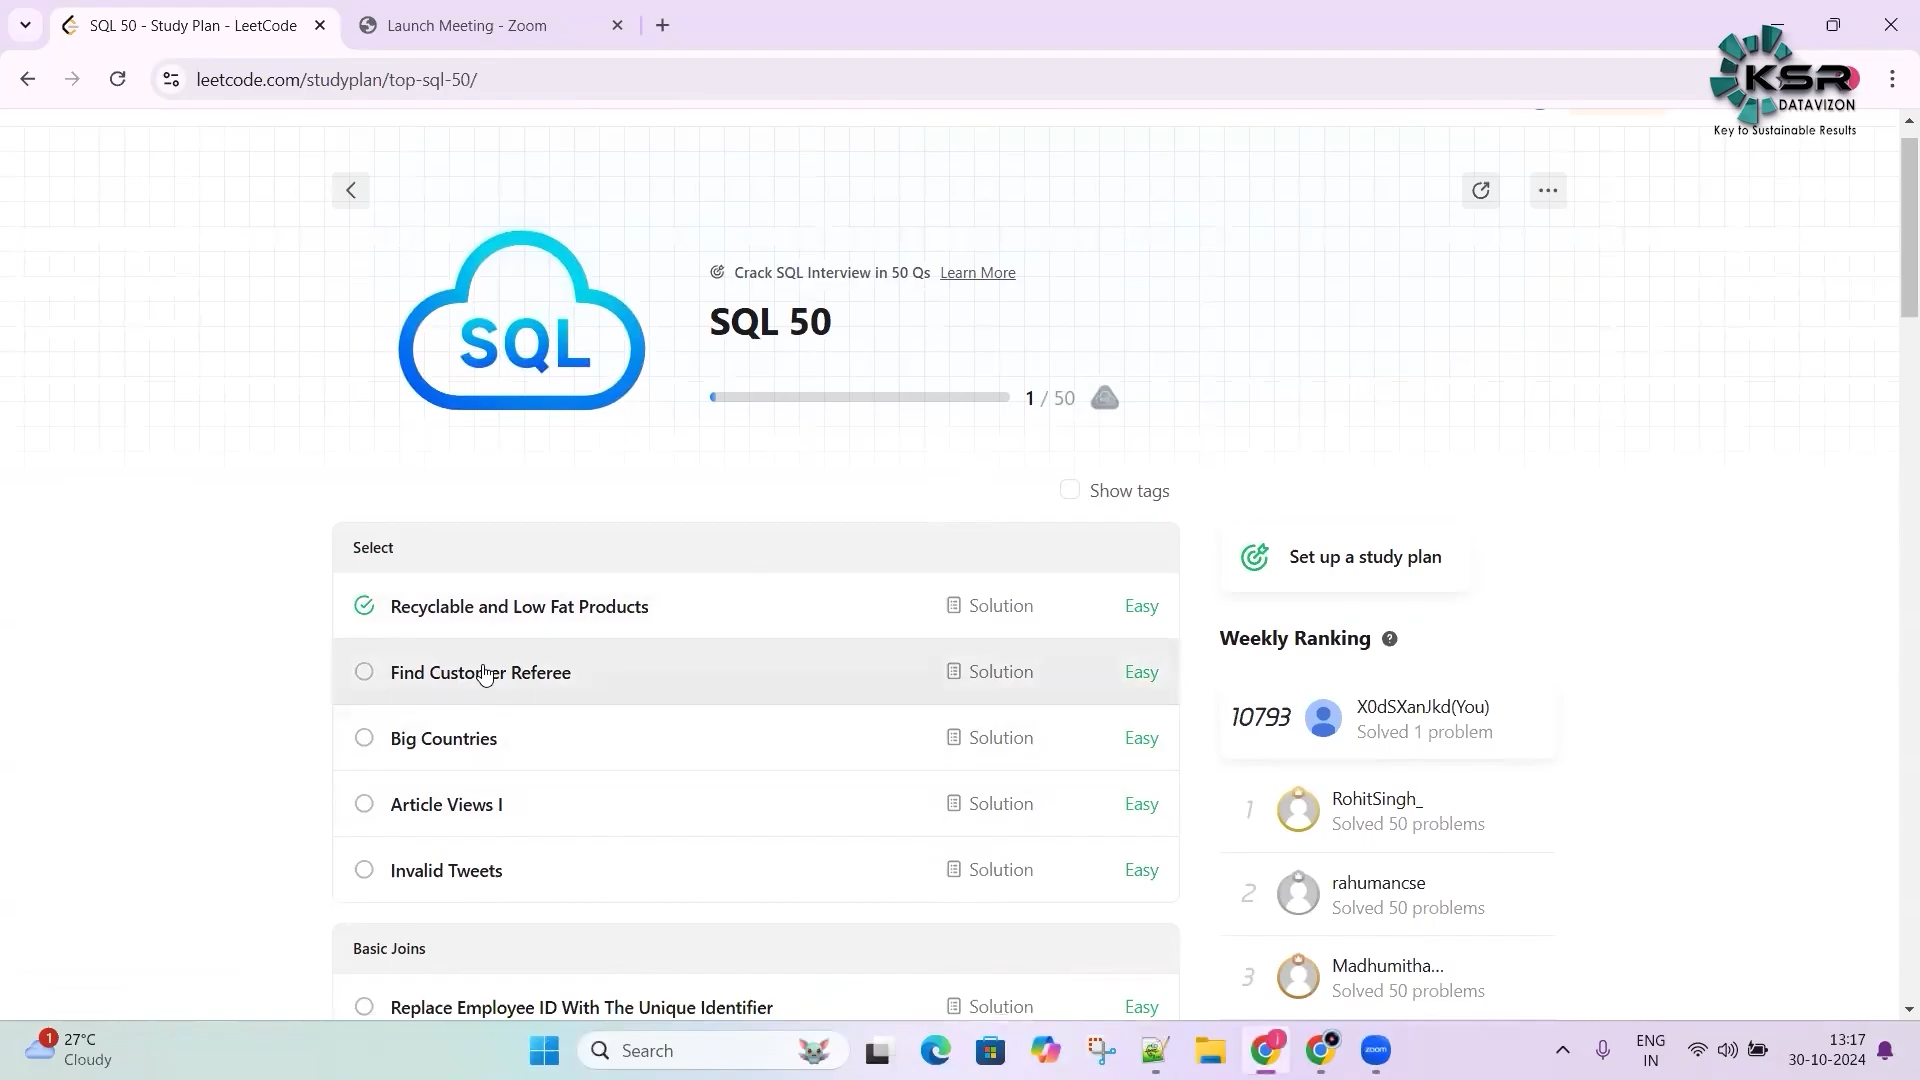 SQL 50 - Study Plan - LeetCode
Launch Meeting - Zoom
leetcode.com/studyplan/top-sql-50/
KSR
DATAVIZON
Key to Sustainable Results
SQL
Crack SQL Interview in 50 Qs Learn More
SQL 50
1 / 50
Show tags
Select
Recyclable and Low Fat Products Solution Easy
Find Customer Referee Solution Easy
Big Countries Solution Easy
Article Views I Solution Easy
Invalid Tweets Solution Easy
Basic Joins
Replace Employee ID With The Unique Identifier Solution Easy
Set up a study plan
Weekly Ranking ?
10793 X0dSXanJkd(You)
Solved 1 problem
1 RohitSingh_
Solved 50 problems
2 rahumancse
Solved 50 problems
3 Madhumitha...
Solved 50 problems
1 27°C
Cloudy
Search
zoom
ENG
IN
13:17
30-10-2024